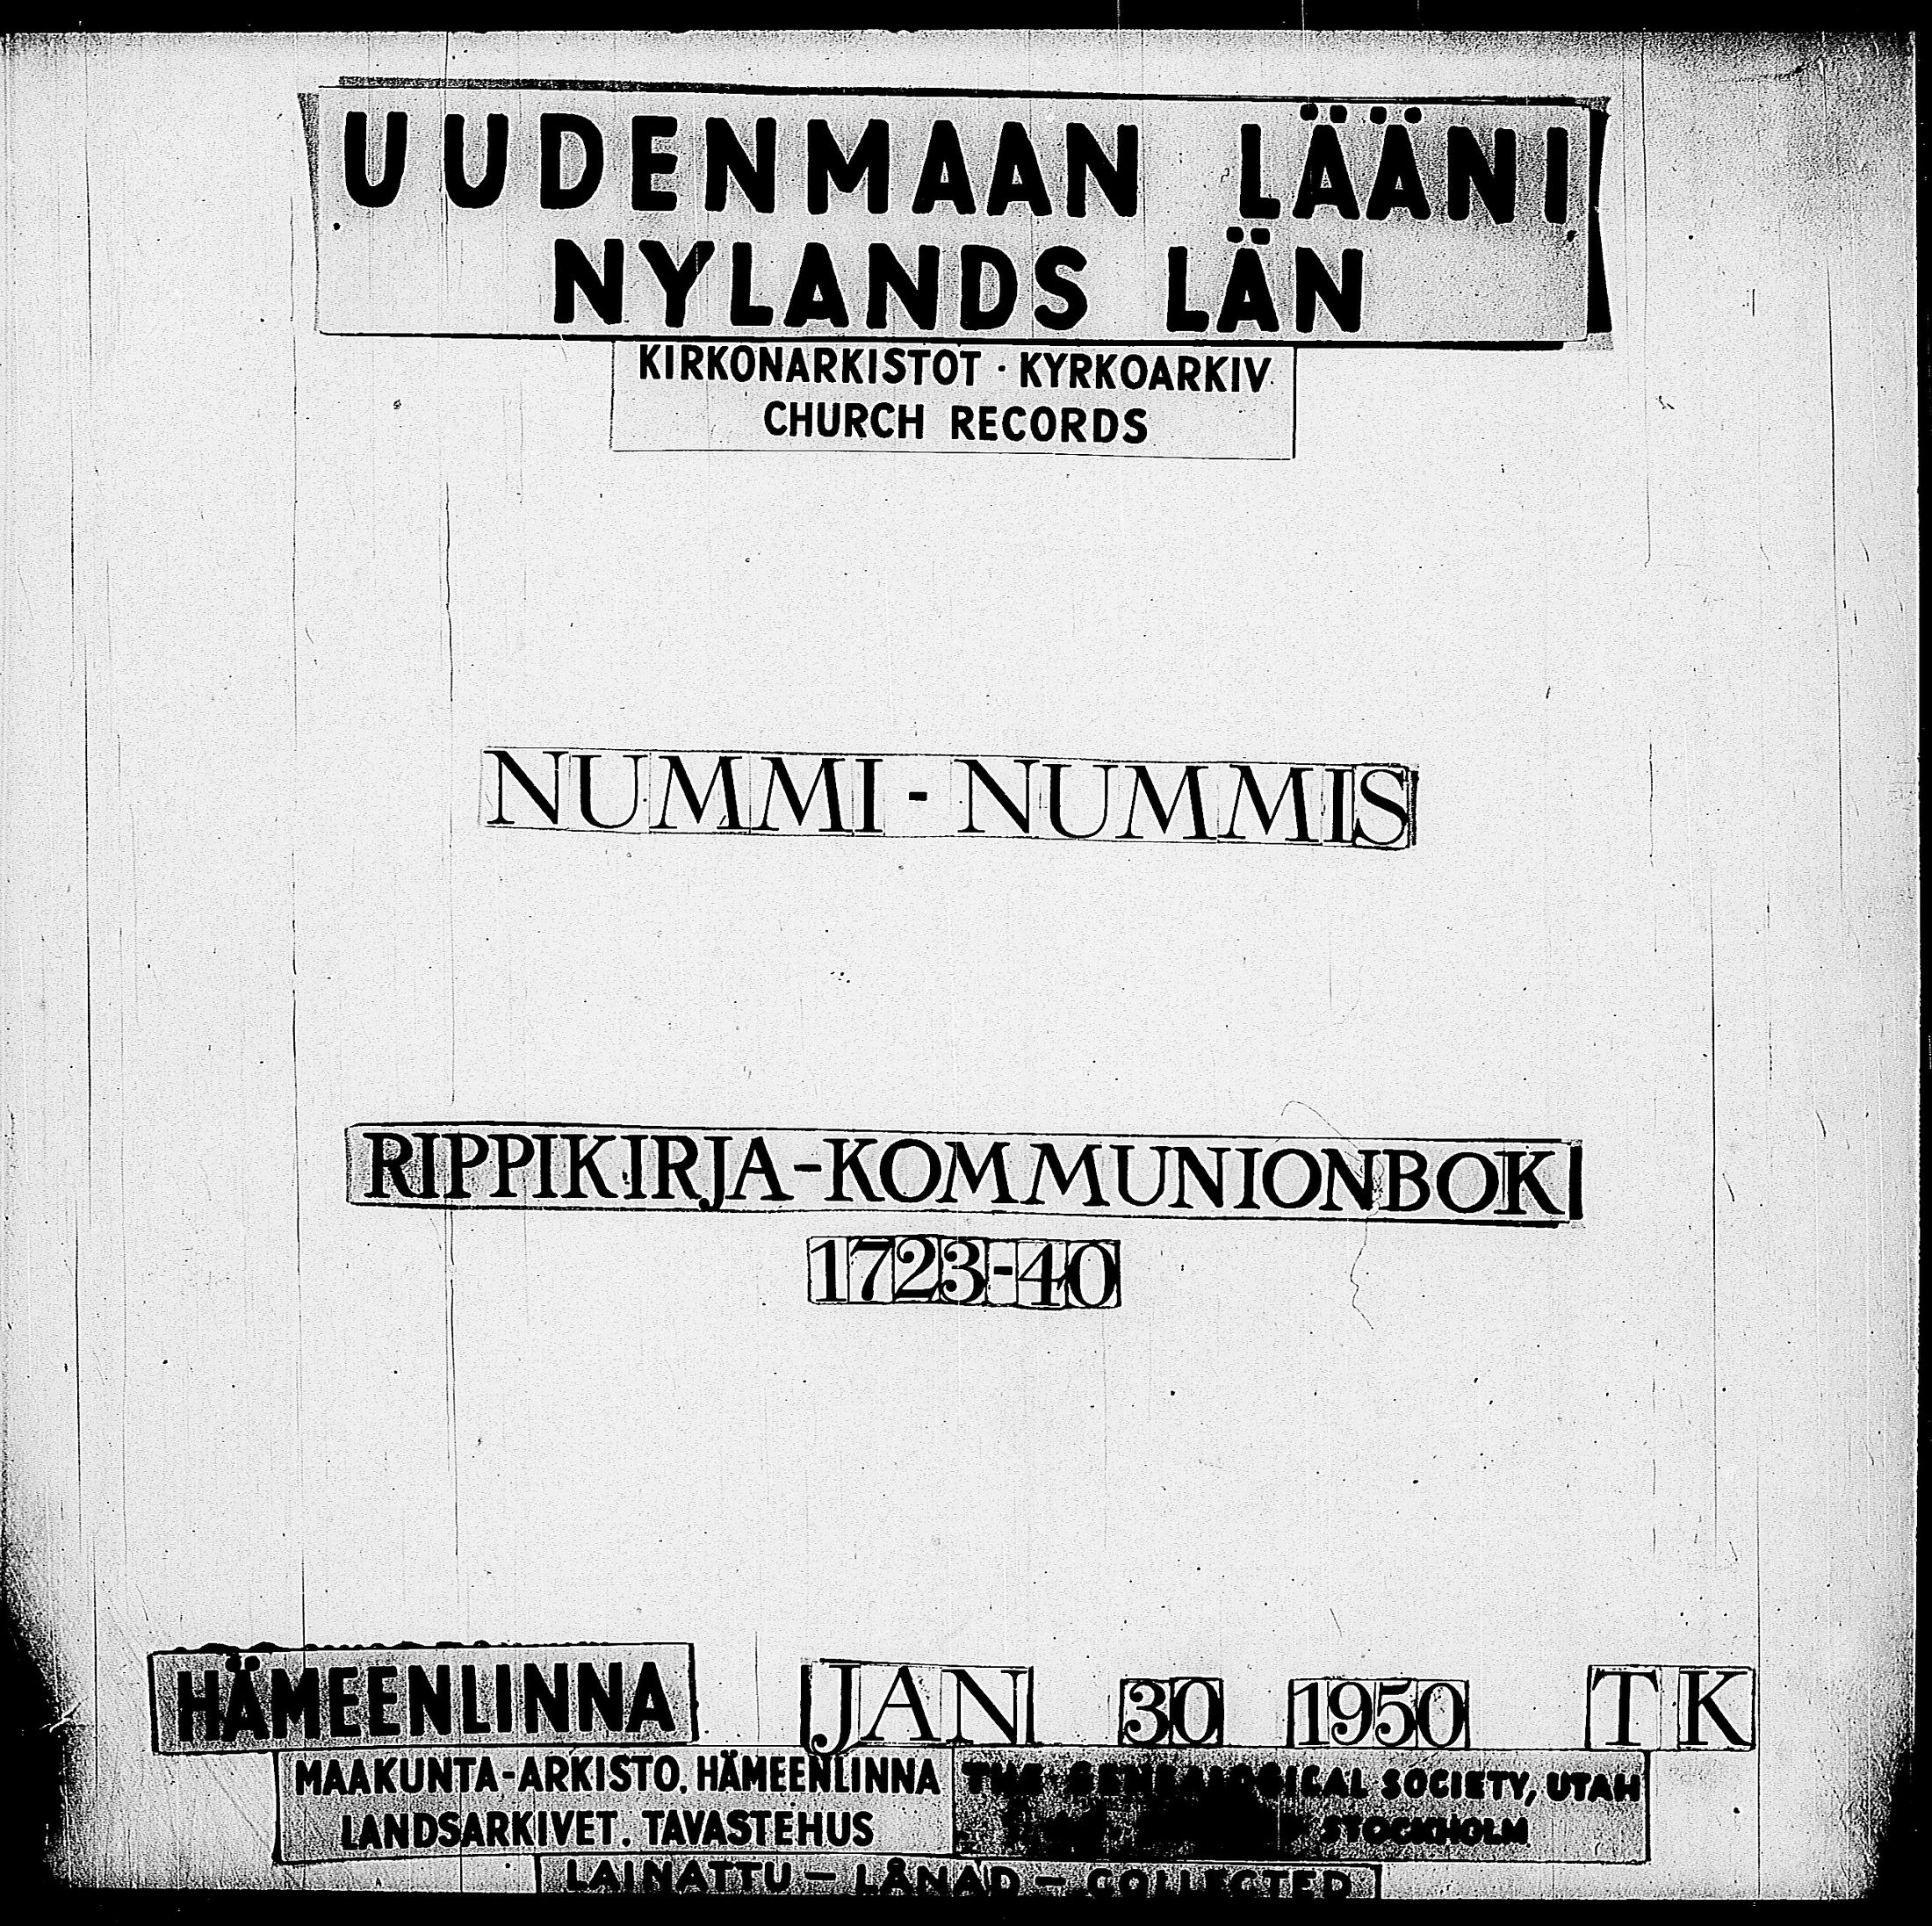 UUDENMAAN LÄÄNI
NYLANDS LÄN
KIRKONARKISTOT · KYRKOARKIV
CHURCH RECORDS
NUMMI - NUMMIS
RIPPIKIRJA-KOMMUNIONBOK
1723-40
HÄMEENLINNA JAN 30 1950 TK
MAAKUNTA-ARKISTO, HÄMEENLINNA
LANDSARKIVET. TAVASTEHUS
THE GENEALOGICAL SOCIETY, UTAH
STOCKHOLM
LAINATTU – LÅNAD – COLLECTED